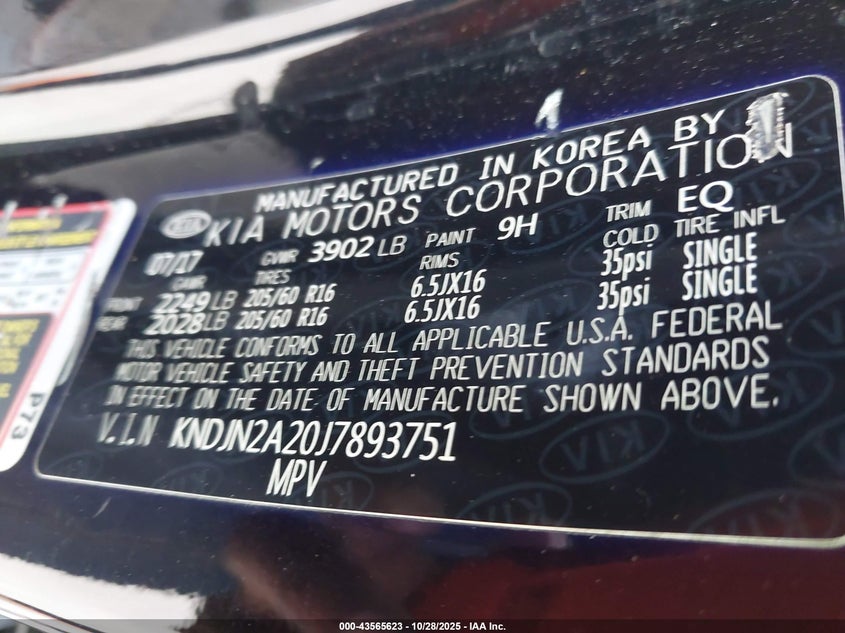 MANUFACTURED IN KOREA BY
KIA MOTORS CORPORATION
07/17 GVWR 3902 LB PAINT 9H TRIM EQ
GAWR TIRES RIMS COLD TIRE INFL
FRONT 2249 LB 205/60 R16 6.5JX16 35psi SINGLE
REAR 2028 LB 205/60 R16 6.5JX16 35psi SINGLE
THIS VEHICLE CONFORMS TO ALL APPLICABLE U.S.A. FEDERAL
MOTOR VEHICLE SAFETY AND THEFT PREVENTION STANDARDS
IN EFFECT ON THE DATE OF MANUFACTURE SHOWN ABOVE.
V.I.N KNDJN2A20J7893751
MPV
P73
000-43565623 - 10/28/2025 - IAA Inc.